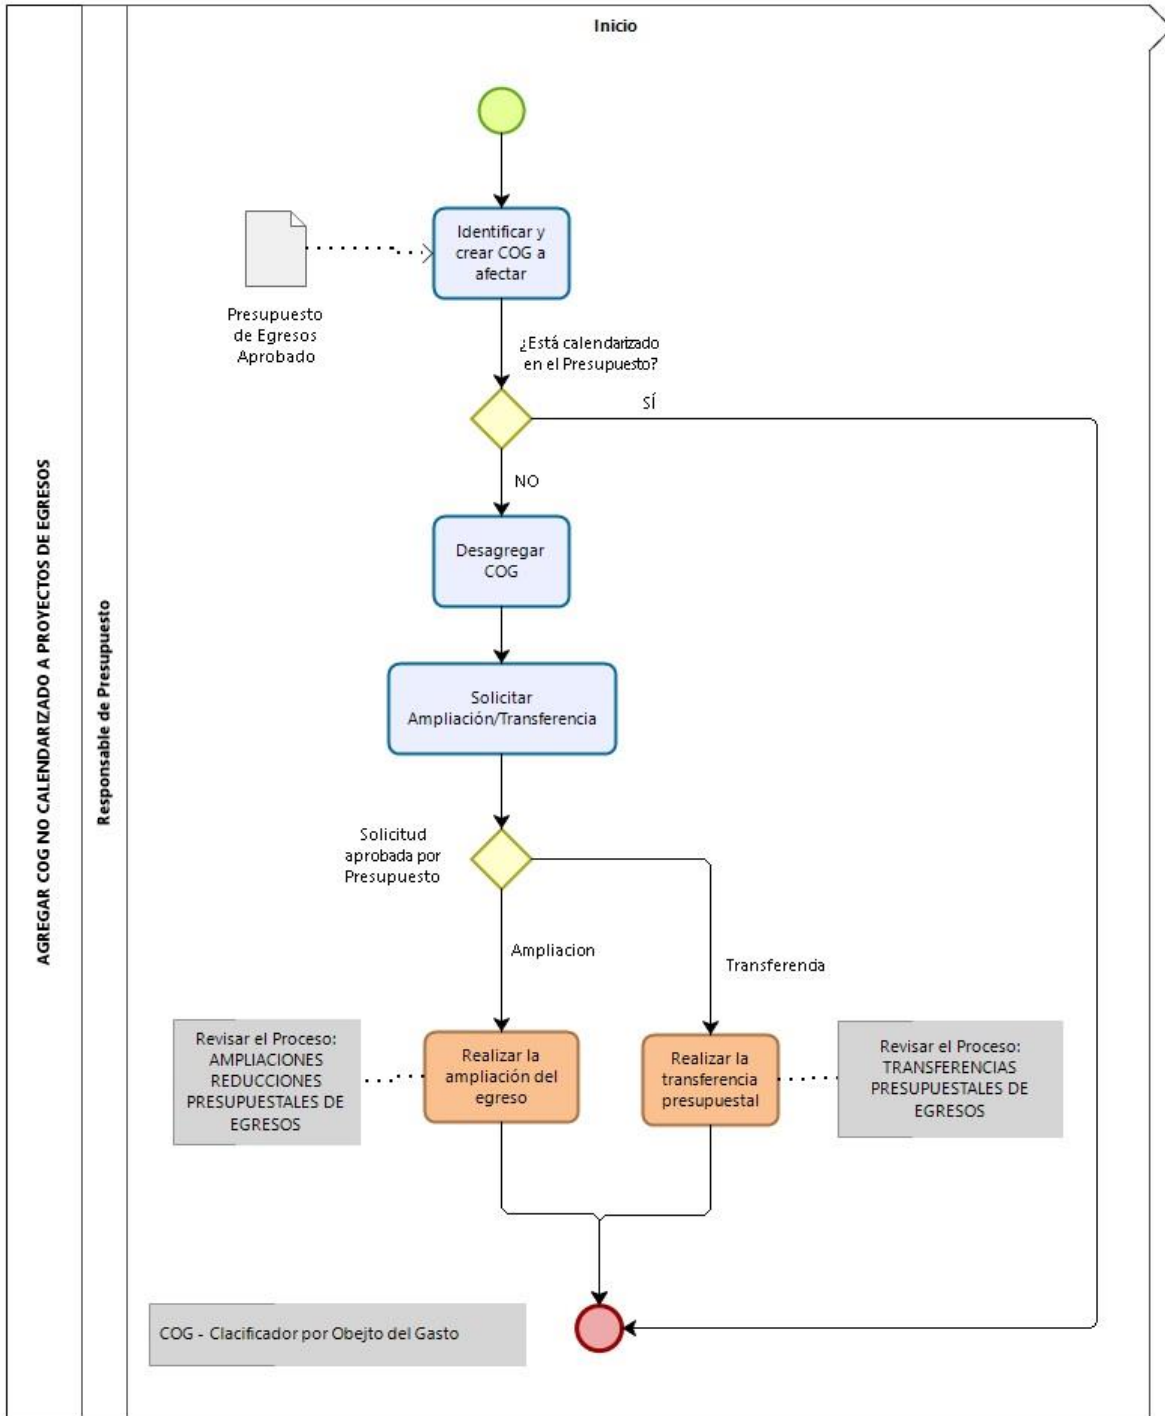 Inicio
AGREGAR COG NO CALENDARIZADO A PROYECTOS DE EGRESOS
Responsable de Presupuesto
Identificar y
crear COG a
afectar
Presupuesto
de Egresos
Aprobado
¿Está calendarizado
en el Presupuesto?
SÍ
NO
Desagregar
COG
Solicitar
Ampliación/Transferencia
Solicitud
aprobada por
Presupuesto
Ampliacion
Transferencia
Revisar el Proceso:
AMPLIACIONES
REDUCCIONES
PRESUPUESTALES DE
EGRESOS
Realizar la
ampliación del
egreso
Realizar la
transferencia
presupuestal
Revisar el Proceso:
TRANSFERENCIAS
PRESUPUESTALES DE
EGRESOS
COG - Clacificador por Obejto del Gasto